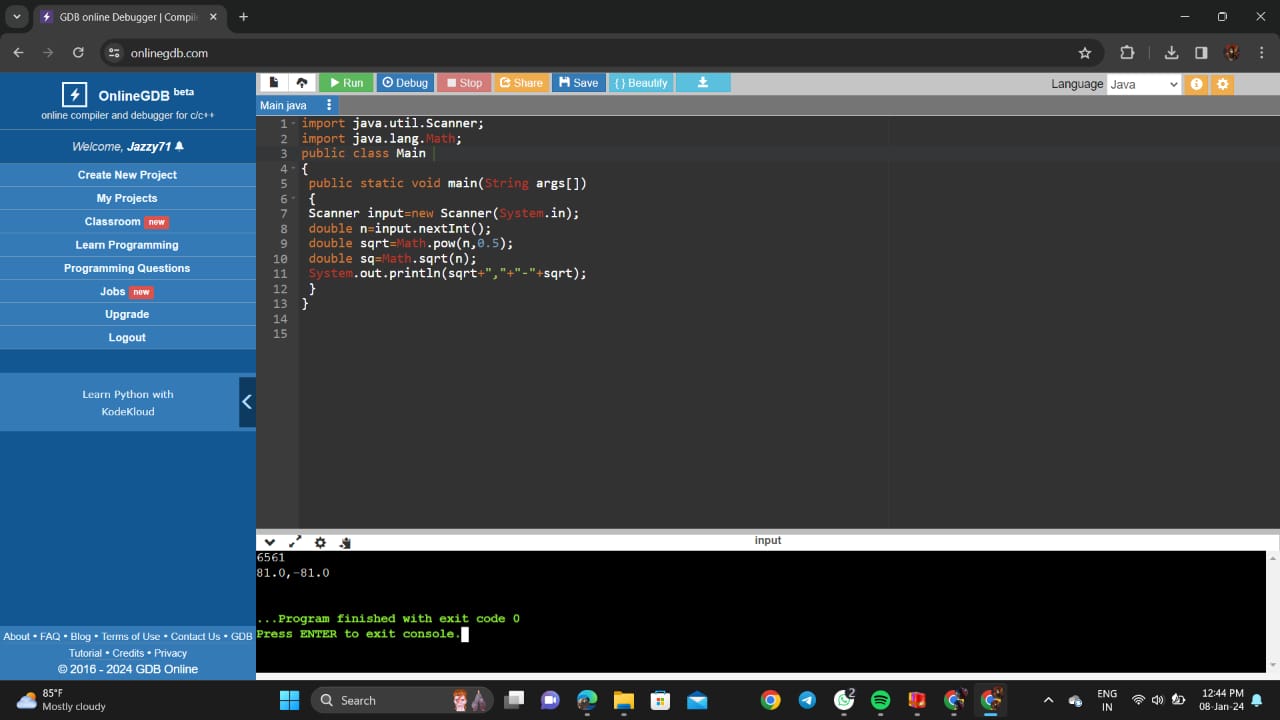 GDB online Debugger | Compile
onlinegdb.com
OnlineGDB beta
online compiler and debugger for c/c++
Welcome, Jazzy71
Create New Project
My Projects
Classroom new
Learn Programming
Programming Questions
Jobs new
Upgrade
Logout
Learn Python with
KodeKloud
About • FAQ • Blog • Terms of Use • Contact Us • GDB
Tutorial • Credits • Privacy
© 2016 - 2024 GDB Online
Run Debug Stop Share Save { } Beautify
Language Java
Main.java
1 import java.util.Scanner;
2 import java.lang.Math;
3 public class Main
4 {
5 public static void main(String args[])
6 {
7 Scanner input=new Scanner(System.in);
8 double n=input.nextInt();
9 double sqrt=Math.pow(n,0.5);
10 double sq=Math.sqrt(n);
11 System.out.println(sqrt+","+"-"+sqrt);
12 }
13 }
14
15
input
6561
81.0,-81.0
...Program finished with exit code 0
Press ENTER to exit console.
85°F
Mostly cloudy
Search
2
ENG
IN
12:44 PM
08-Jan-24